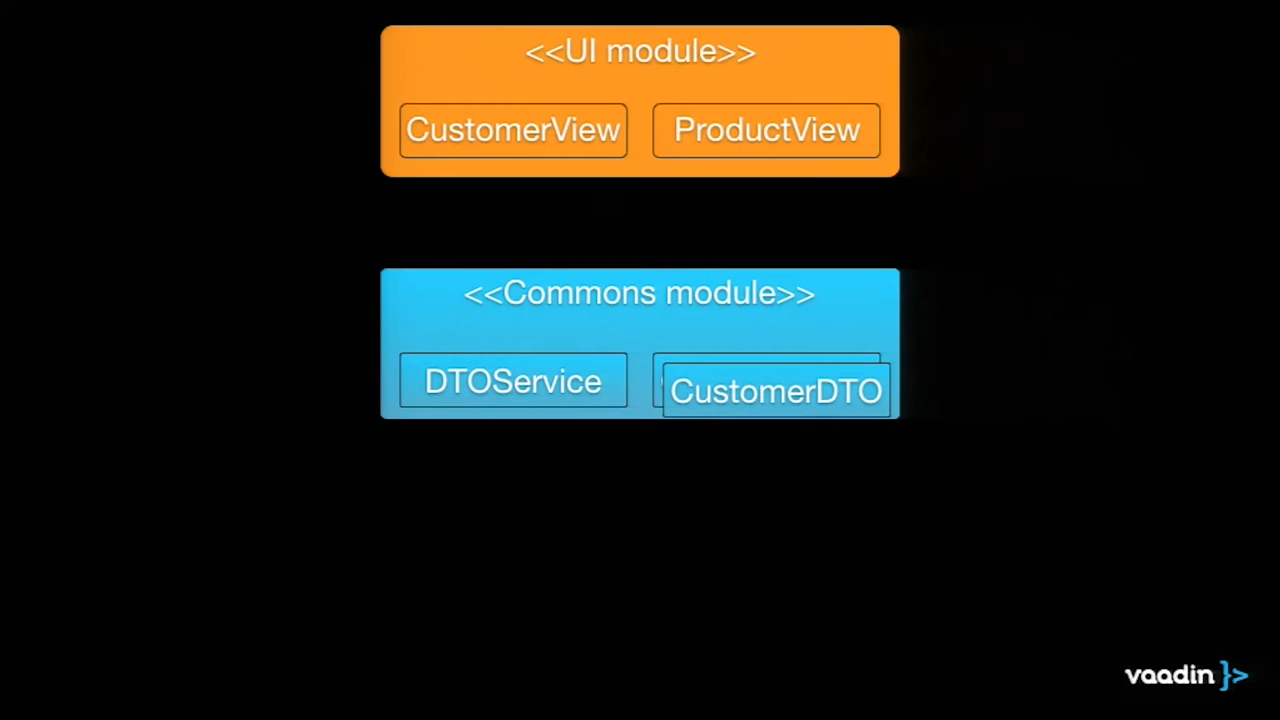 <<UI module>>
CustomerView
ProductView
<<Commons module>>
DTOService
CustomerDTO
vaadin }>